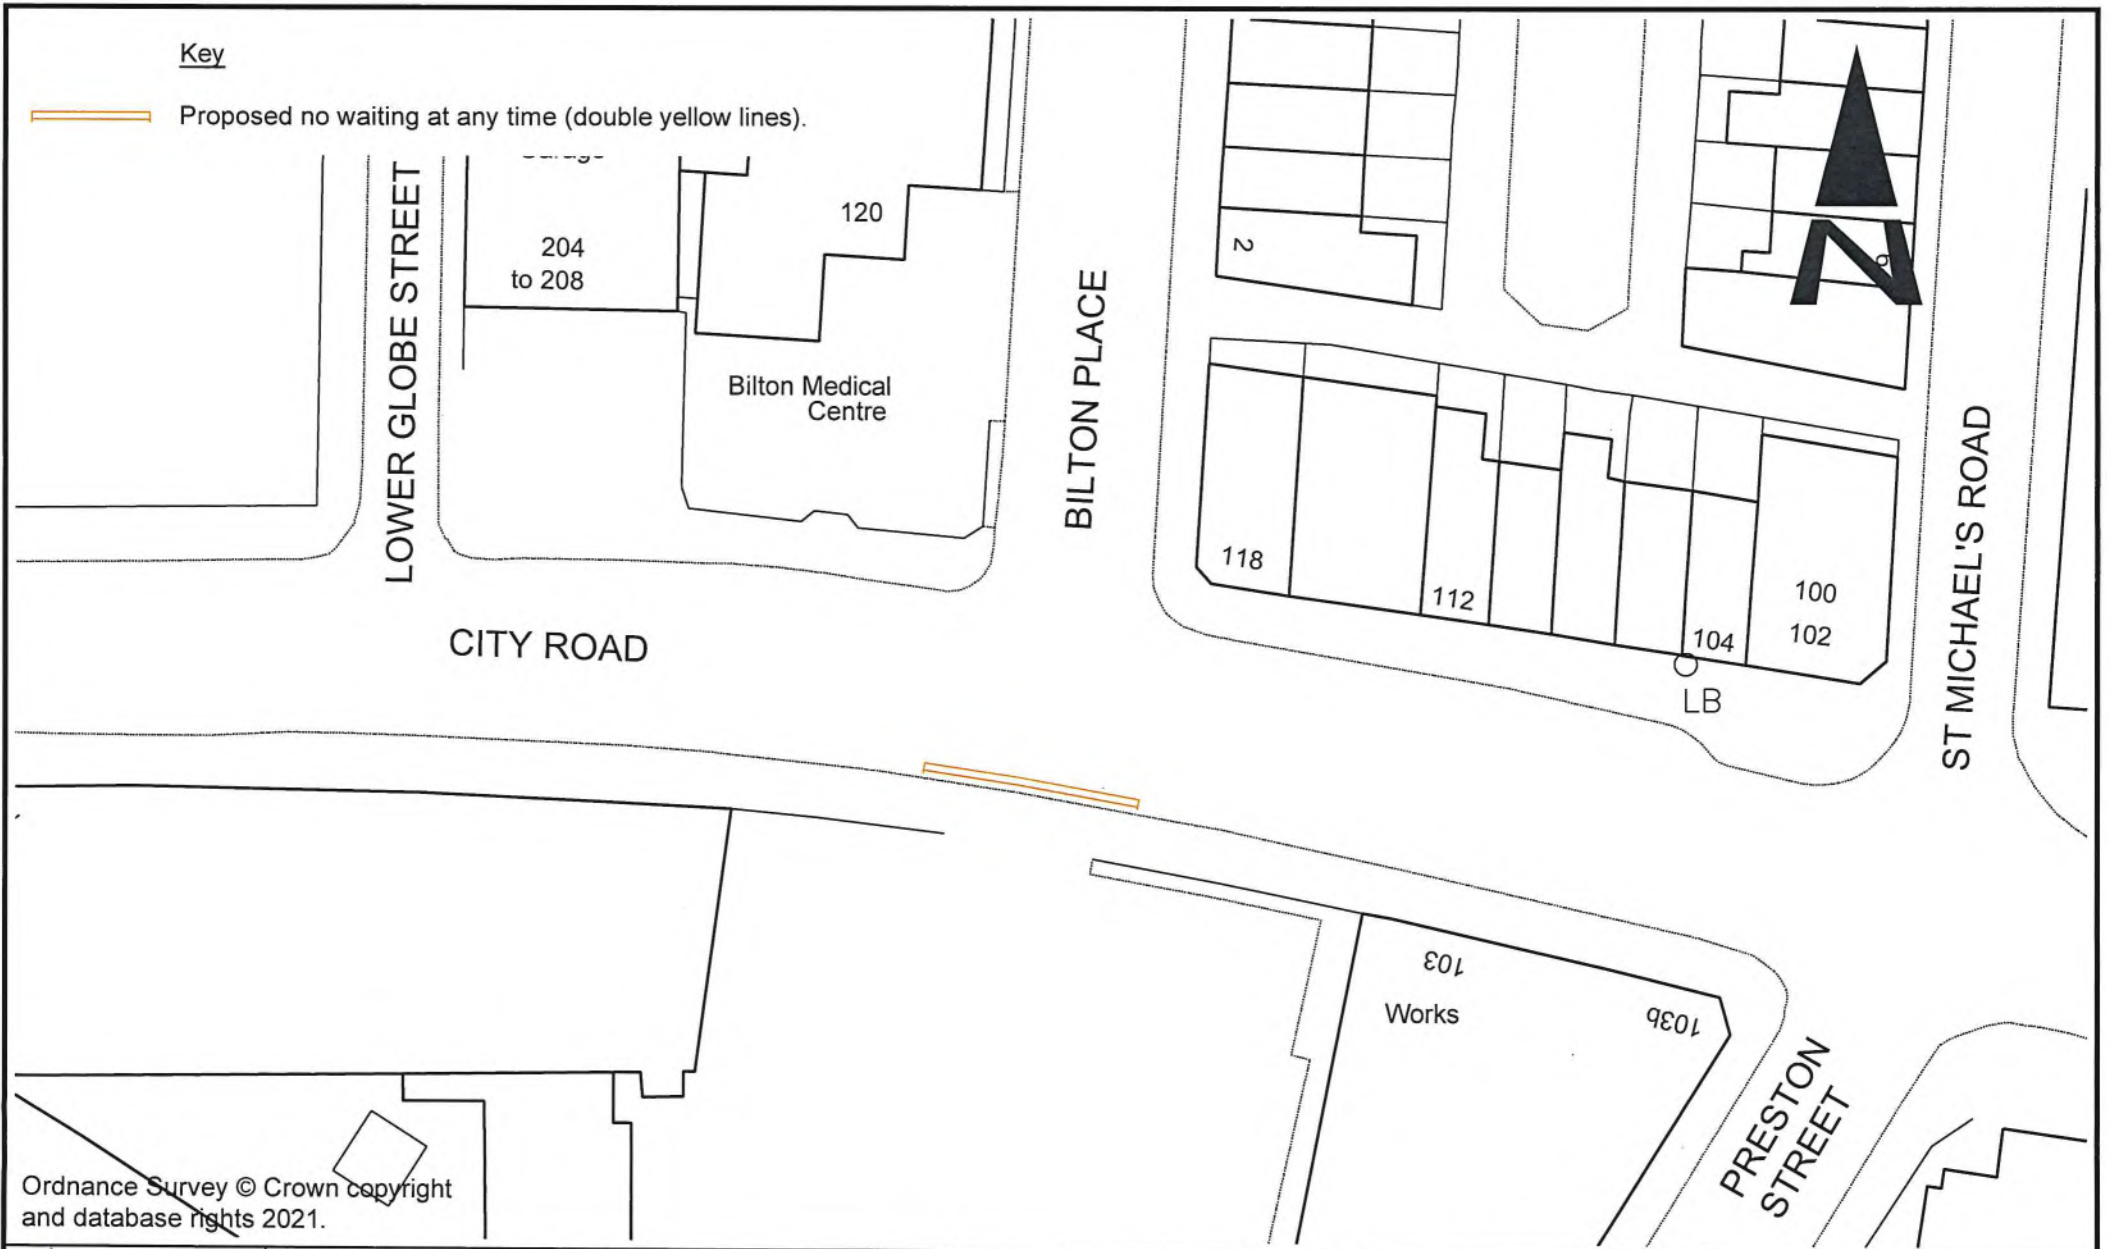 Key
Proposed no waiting at any time (double yellow lines).
LOWER GLOBE STREET
204
to 208
120
Bilton Medical
Centre
BILTON PLACE
2
N
118
112
104
100
102
LB
ST MICHAEL'S ROAD
CITY ROAD
103
103b
Works
PRESTON
STREET
Ordnance Survey © Crown copyright
and database rights 2021.